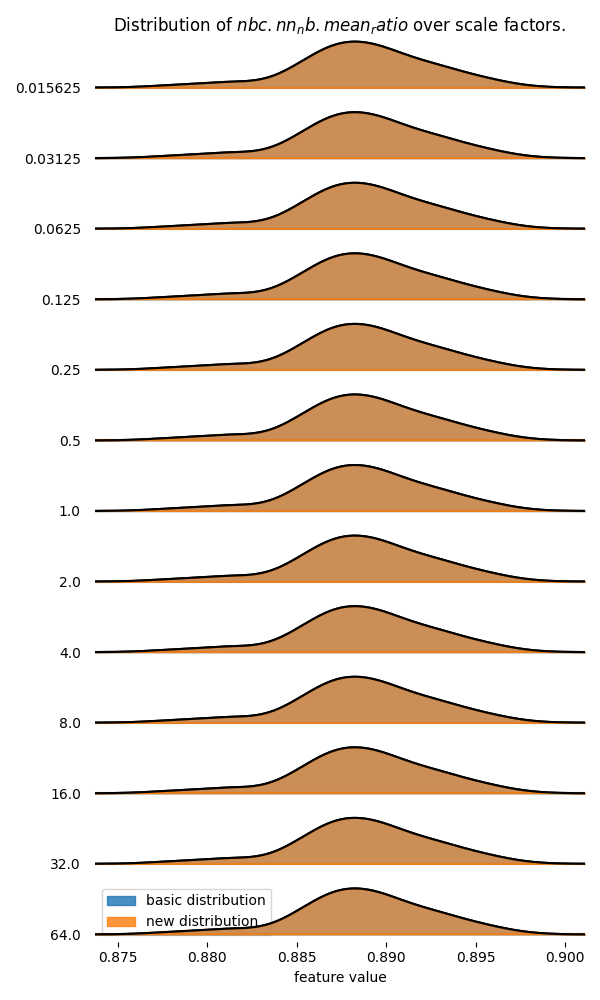 Distribution of nbc.nn_nb.mean_ratio over scale factors.
0.015625
0.03125
0.0625
0.125
0.25
0.5
1.0
2.0
4.0
8.0
16.0
32.0
64.0
basic distribution
new distribution
0.875 0.880 0.885 0.890 0.895 0.900
feature value